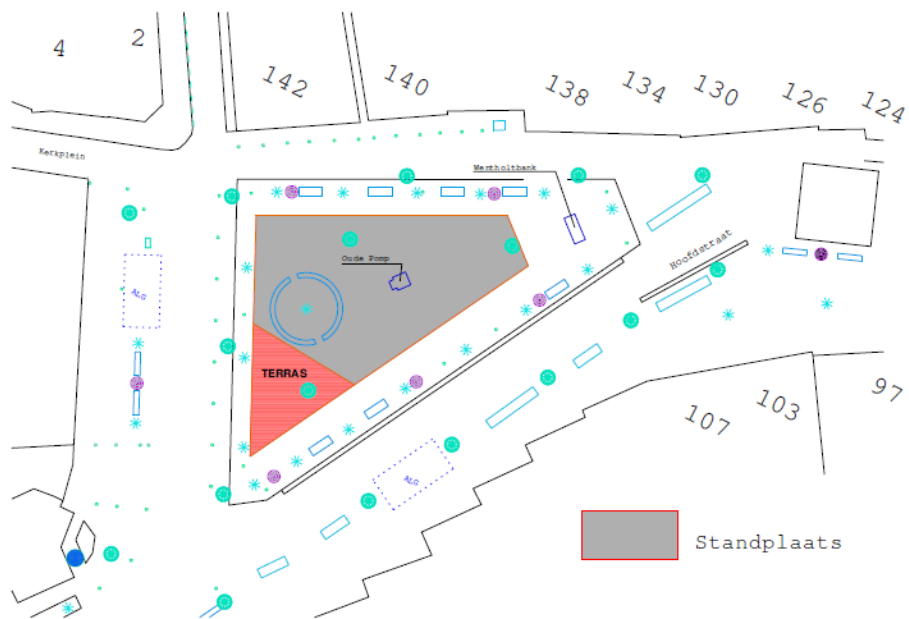 4
2
142
140
138
134
130
126
124
Kerkplein
Wertholtbank
Hoofdstraat
Oude Pomp
ALG
TERRAS
97
103
107
ALG
Standplaats